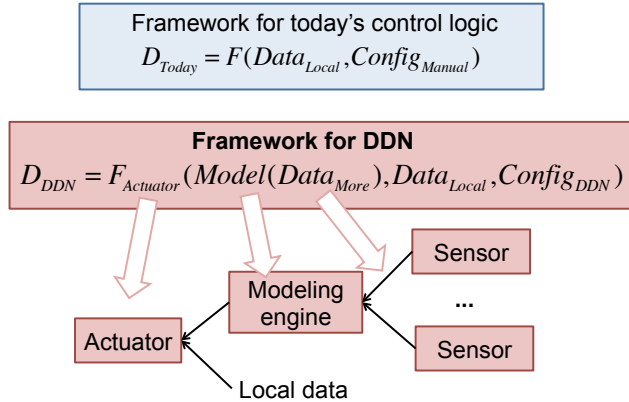 Framework for today's control logic
D_Today = F(Data_Local, Config_Manual)
Framework for DDN
D_DDN = F_Actuator(Model(Data_More), Data_Local, Config_DDN)
Sensor
Modeling
engine
...
Actuator
Sensor
Local data